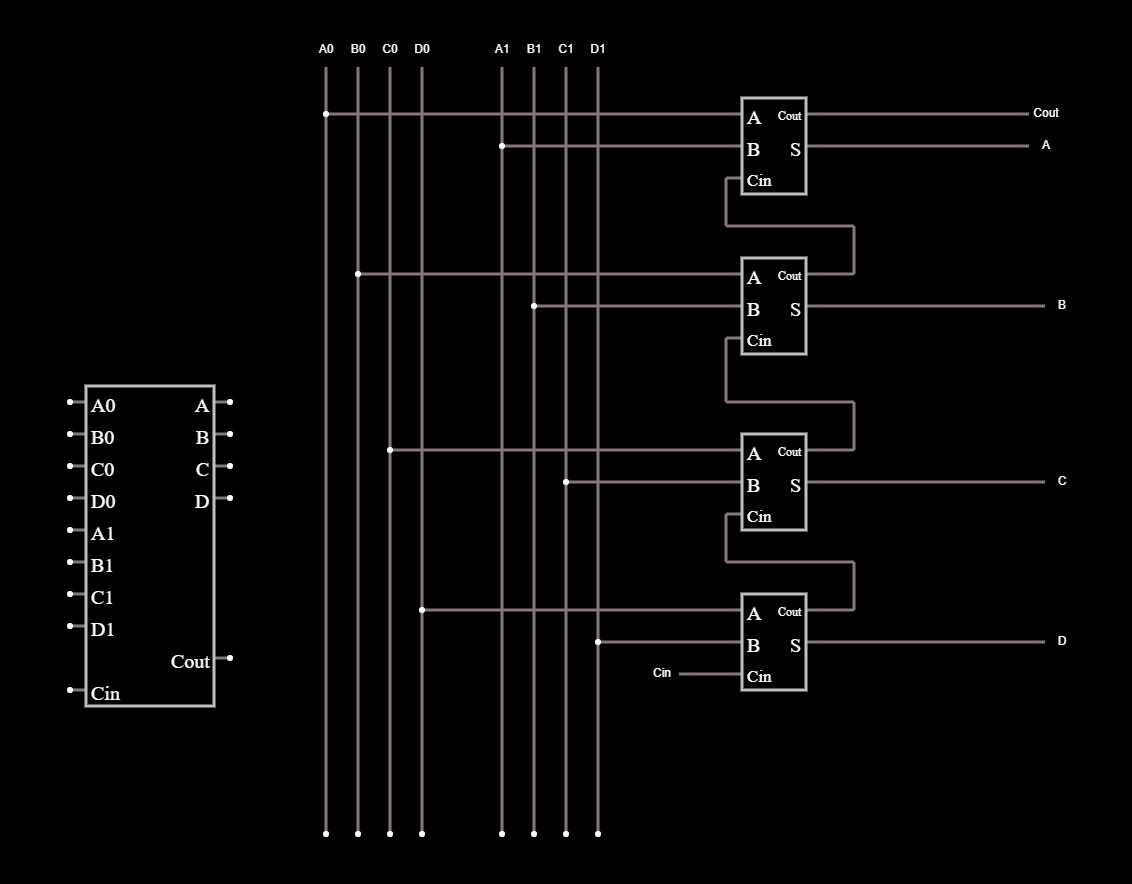 A0 B0 C0 D0 A1 B1 C1 D1
A Cout Cout
B S A
Cin
A Cout
B S B
Cin
A0 A
B0 B
C0 C
D0 D
A1
B1
C1
D1
Cout
Cin
A Cout
B S C
Cin
A Cout
B S D
Cin Cin